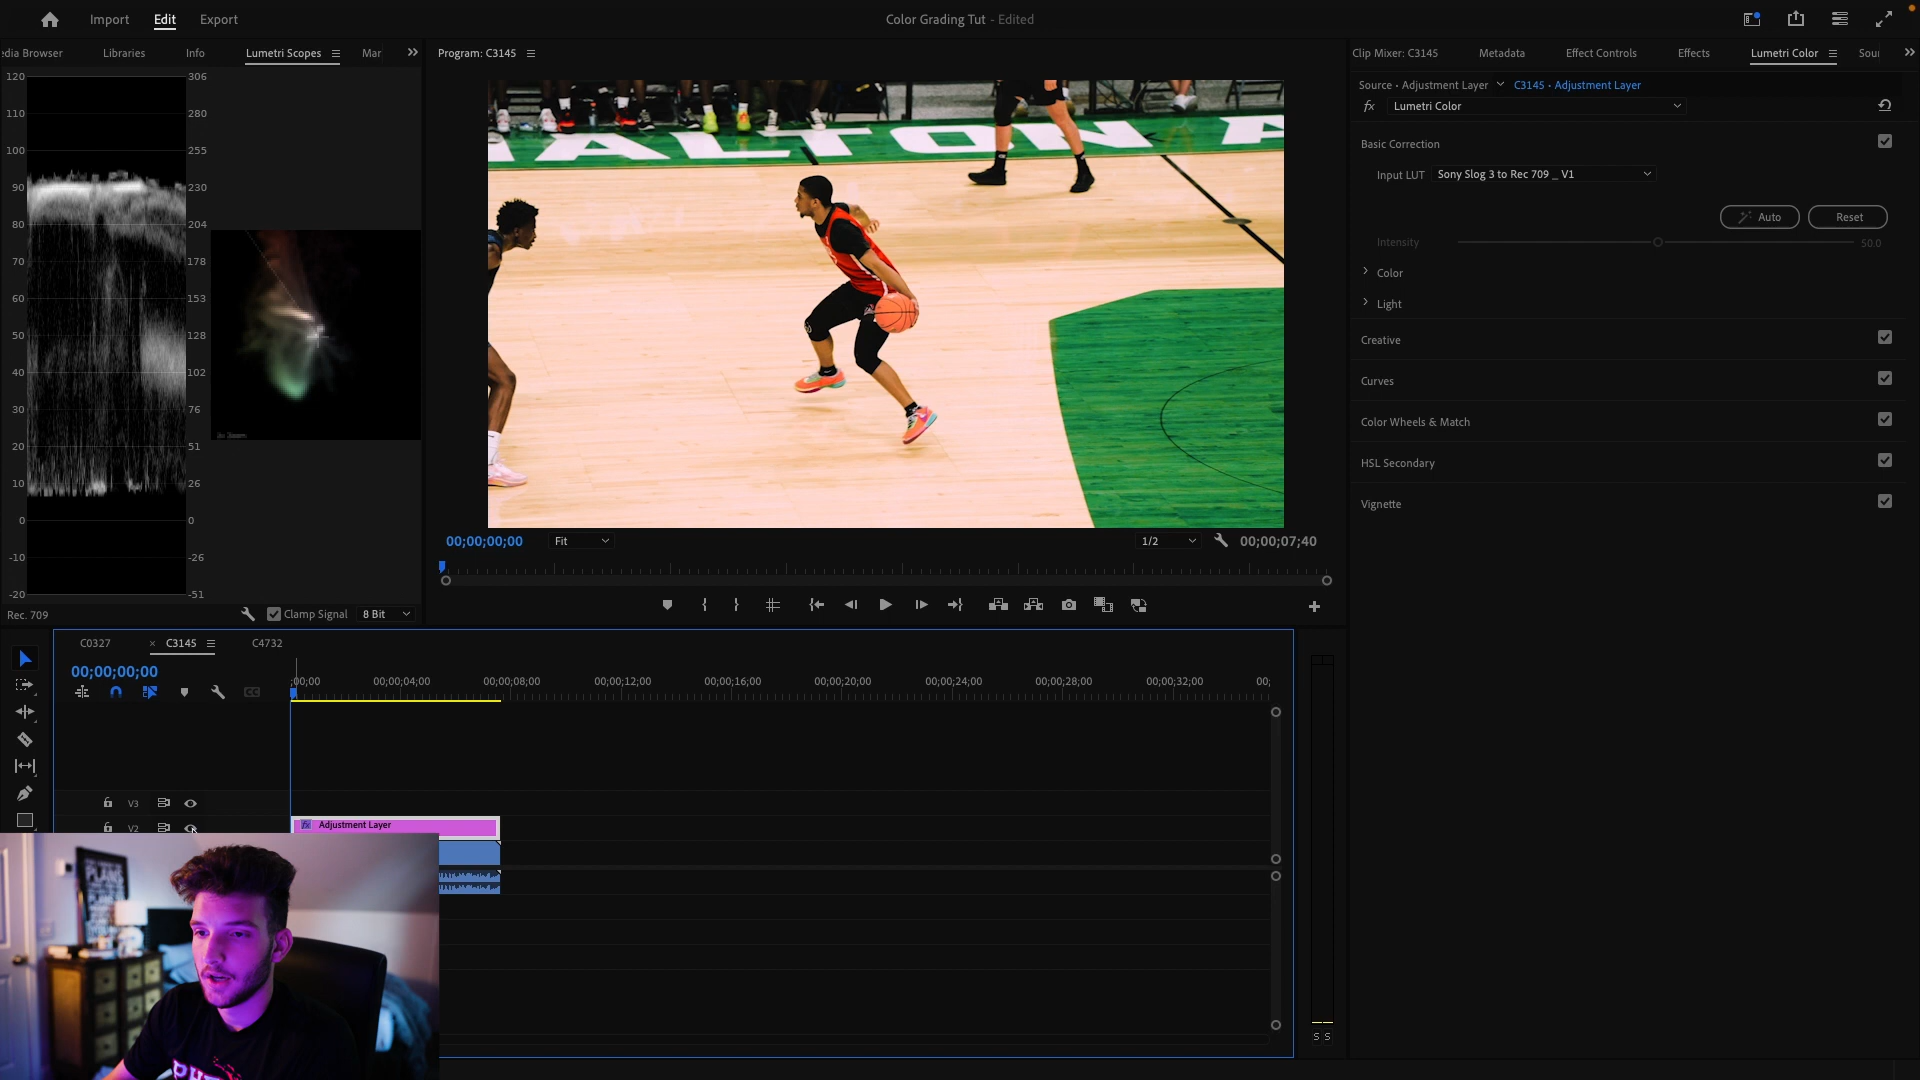 Import
Edit
Export
Color Grading Tut - Edited
edia Browser
Libraries
Info
Lumetri Scopes
Mar
Program: C3145
Clip Mixer: C3145
Metadata
Effect Controls
Effects
Lumetri Color
Sou
Source • Adjustment Layer
C3145 • Adjustment Layer
fx
Lumetri Color
Basic Correction
Input LUT
Sony Slog 3 to Rec 709 _ V1
Auto
Reset
Intensity
50.0
Color
Light
Creative
Curves
Color Wheels & Match
HSL Secondary
Vignette
120
110
100
90
80
70
60
50
40
30
20
10
0
-10
-20
306
280
255
230
204
178
153
128
102
76
51
26
0
-26
-51
Rec. 709
Clamp Signal
8 Bit
ALTON A
00;00;00;00
Fit
1/2
00;00;07;40
C0327
× C3145
C4732
00;00;00;00
;00;00
00;00;04;00
00;00;08;00
00;00;12;00
00;00;16;00
00;00;20;00
00;00;24;00
00;00;28;00
00;00;32;00
00;
V3
V2
fx Adjustment Layer
S S